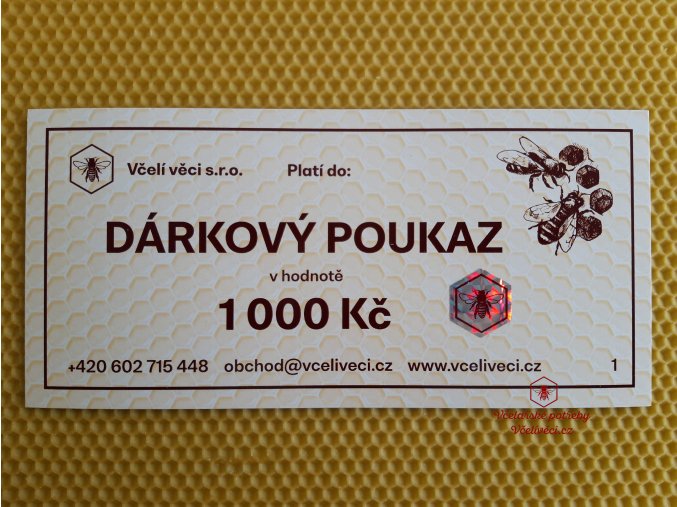 Včelí věci s.r.o. Platí do:
DÁRKOVÝ POUKAZ
v hodnotě
1 000 Kč
+420 602 715 448 obchod@vceliveci.cz www.vceliveci.cz 1
Včelařské potřeby
Včelivěci.cz